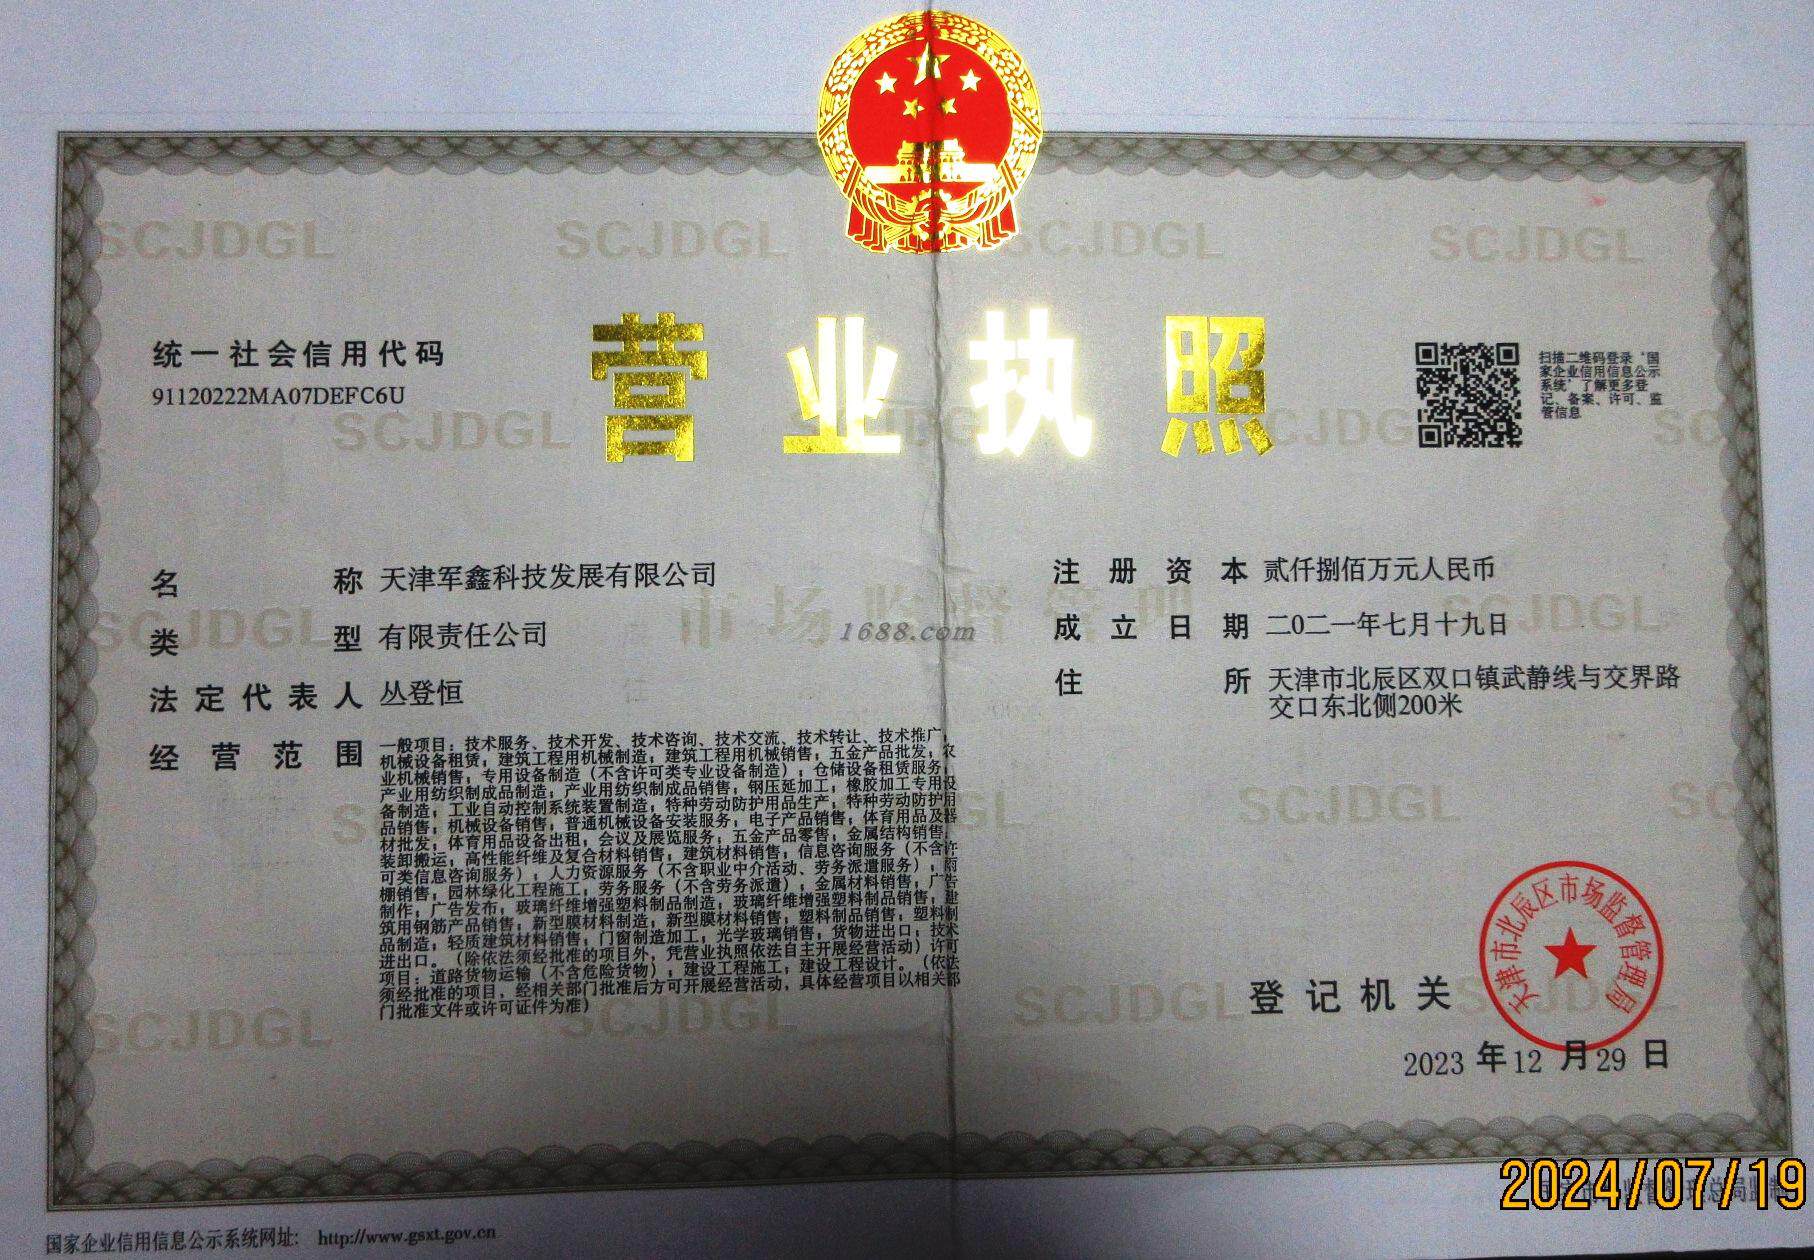 营业执照
统一社会信用代码
91120222MA07DEFC6U
扫描二维码登录‘国
家企业信用信息公示
系统’了解更多登
记、备案、许可、监
管信息
名称 天津军鑫科技发展有限公司
类型 有限责任公司
法定代表人 丛登恒
经营范围 一般项目：技术服务、技术开发、技术咨询、技术交流、技术转让、技术推广；
机械设备租赁；建筑工程用机械制造；建筑工程用机械销售；五金产品批发；农
业机械销售；专用设备制造（不含许可类专业设备制造）；仓储设备租赁服务；
产业用纺织制成品制造；产业用纺织制成品销售；钢压延加工；橡胶加工专用设
备制造；工业自动控制系统装置制造；特种劳动防护用品生产；特种劳动防护用
品销售；机械设备销售；普通机械设备安装服务；电子产品销售；体育用品及器
材批发；体育用品设备出租；会议及展览服务；五金产品零售；金属结构销售；
装卸搬运；高性能纤维及复合材料销售；建筑材料销售；信息咨询服务（不含许
可类信息咨询服务）；人力资源服务（不含职业中介活动、劳务派遣服务）；雨
棚销售；园林绿化工程施工；劳务服务（不含劳务派遣）；金属材料销售；广告
制作；广告发布；玻璃纤维增强塑料制品制造；玻璃纤维增强塑料制品销售；建
筑用钢筋产品销售；新型膜材料制造；新型膜材料销售；塑料制品销售；塑料制
品制造；轻质建筑材料销售；门窗制造加工；光学玻璃销售；货物进出口；技术
进出口。（除依法须经批准的项目外，凭营业执照依法自主开展经营活动）许可
项目：道路货物运输（不含危险货物）；建设工程施工；建设工程设计。（依法
须经批准的项目，经相关部门批准后方可开展经营活动，具体经营项目以相关部
门批准文件或许可证件为准）
注册资本 贰仟捌佰万元人民币
成立日期 二0二一年七月十九日
住所 天津市北辰区双口镇武静线与交界路
交口东北侧200米
市场监督管理
1688.com
登记机关
天津市北辰区市场监督管理局
2023 年 12 月 29 日
国家企业信用信息公示系统网址： http://www.gsxt.gov.cn
2024/07/19
SCJDGL